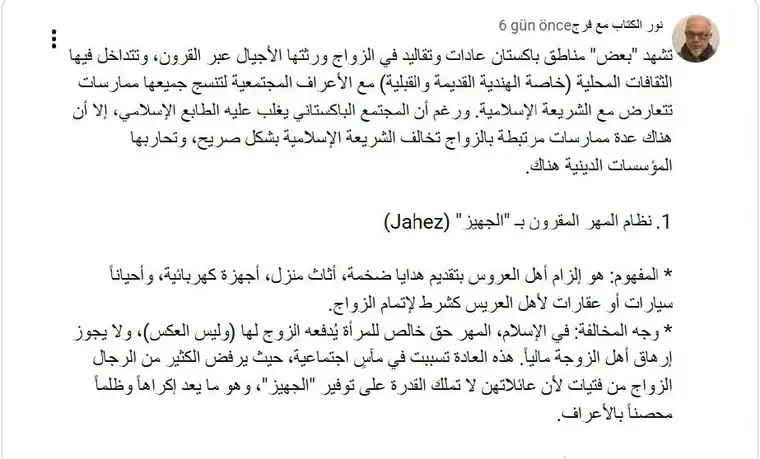 نور الكتاب مع فرج6 gün önce
تشهد "بعض" مناطق باكستان عادات وتقاليد في الزواج ورثتها الأجيال عبر القرون، وتتداخل فيها
الثقافات المحلية (خاصة الهندية القديمة والقبلية) مع الأعراف المجتمعية لتنسج جميعها ممارسات
تتعارض مع الشريعة الإسلامية. ورغم أن المجتمع الباكستاني يغلب عليه الطابع الإسلامي، إلا أن
هناك عدة ممارسات مرتبطة بالزواج تخالف الشريعة الإسلامية بشكل صريح، وتحاربها
المؤسسات الدينية هناك.
1. نظام المهر المقرون بـ "الجهيز" (Jahez)
* المفهوم: هو إلزام أهل العروس بتقديم هدايا ضخمة، أثاث منزل، أجهزة كهربائية، وأحياناً
سيارات أو عقارات لأهل العريس كشرط لإتمام الزواج.
* وجه المخالفة: في الإسلام، المهر حق خالص للمرأة يُدفعه الزوج لها (وليس العكس)، ولا يجوز
إرهاق أهل الزوجة مالياً. هذه العادة تسببت في مآسٍ اجتماعية، حيث يرفض الكثير من الرجال
الزواج من فتيات لأن عائلاتهن لا تملك القدرة على توفير "الجهيز"، وهو ما يعد إكراهاً وظلماً
محصناً بالأعراف.